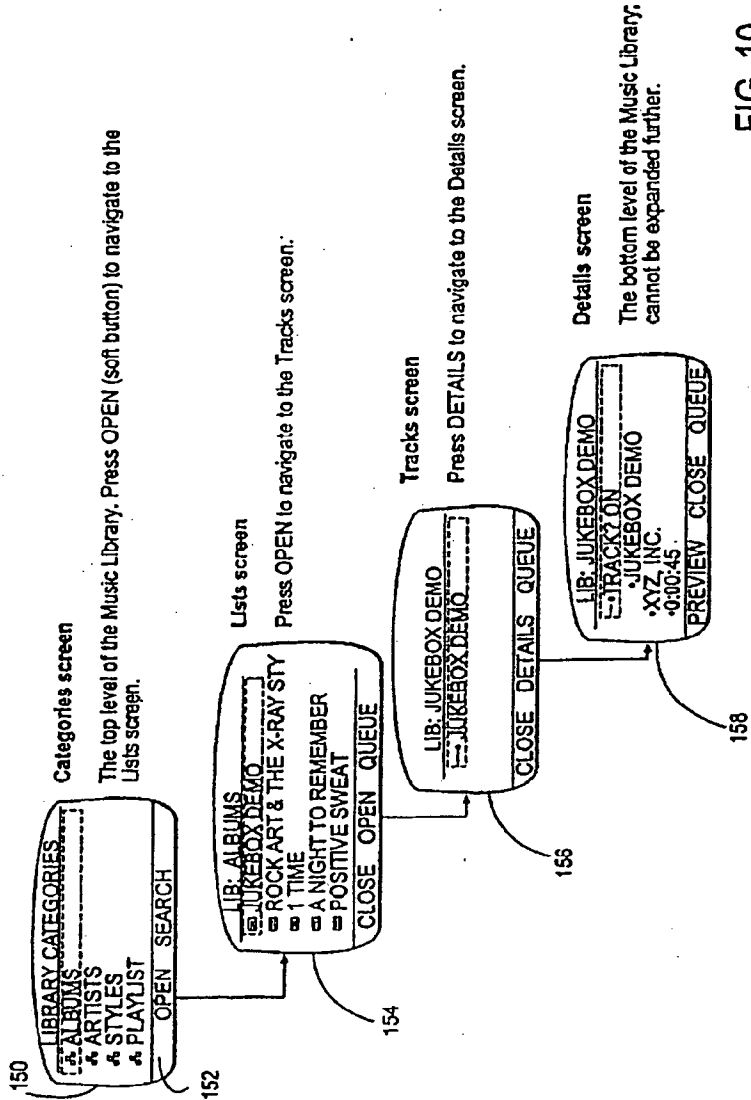 150
LIBRARY CATEGORIES
ALBUMS
ARTISTS
STYLES
PLAYLIST
152
OPEN SEARCH
Categories screen
The top level of the Music Library. Press OPEN (soft button) to navigate to the
Lists screen.
LIB: ALBUMS
JUKEBOX DEMO
ROCK ART & THE X-RAY STY
1 TIME
A NIGHT TO REMEMBER
POSITIVE SWEAT
CLOSE OPEN QUEUE
154
Lists screen
Press OPEN to navigate to the Tracks screen.
LIB: JUKEBOX DEMO
JUKEBOX DEMO
CLOSE DETAILS QUEUE
156
Tracks screen
Press DETAILS to navigate to the Details screen.
LIB: JUKEBOX DEMO
TRACK? ON
•JUKEBOX DEMO
•XYZ, INC.
•0:00:45
PREVIEW CLOSE QUEUE
158
Details screen
The bottom level of the Music Library;
cannot be expanded further.
FIG. 10